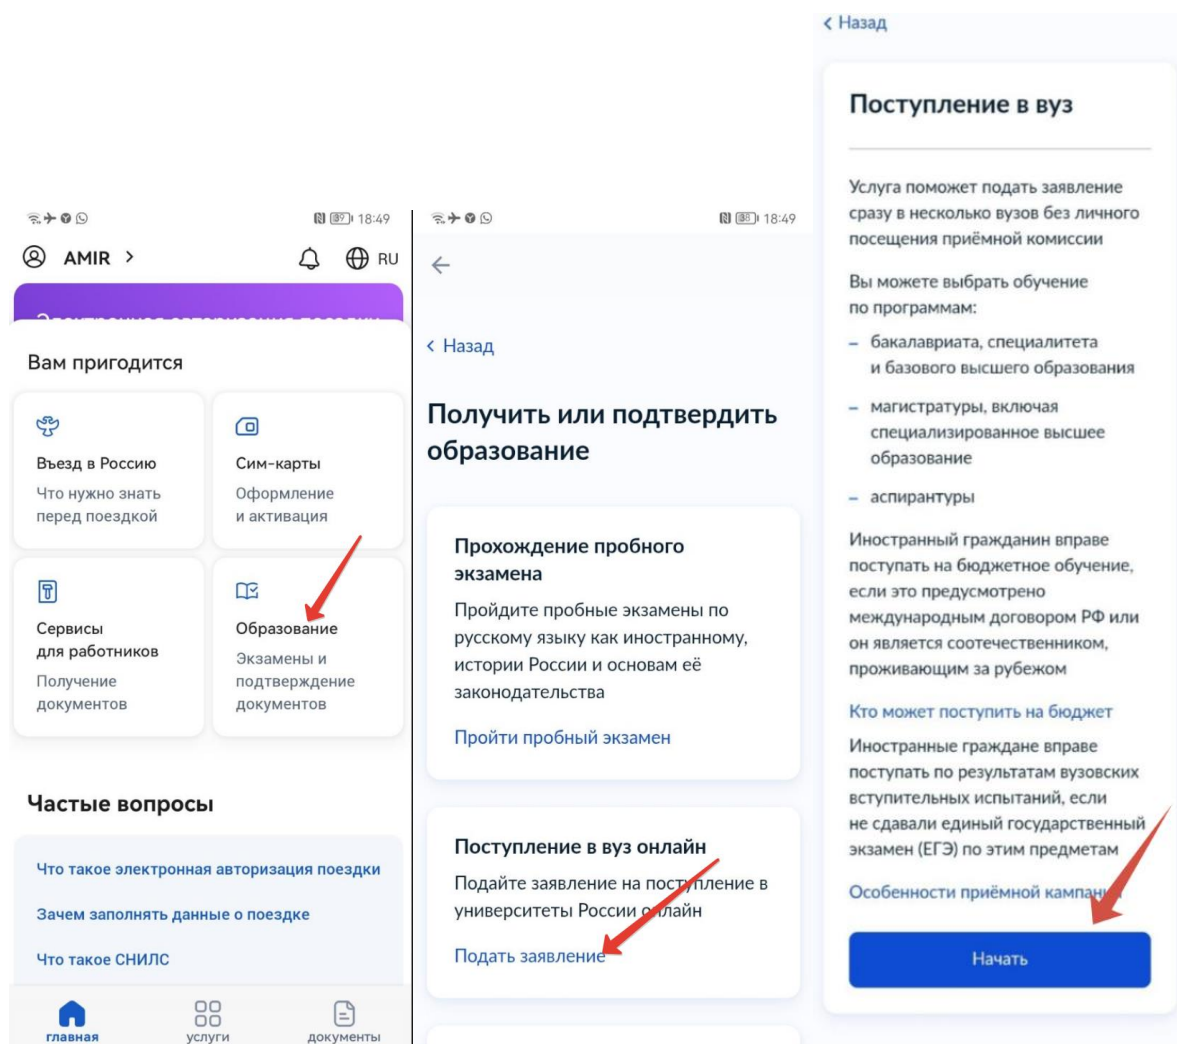 18:49
AMIR >
RU
Вам пригодится
Въезд в Россию
Что нужно знать
перед поездкой
Сим-карты
Оформление
и активация
Сервисы
для работников
Получение
документов
Образование
Экзамены и
подтверждение
документов
Частые вопросы
Что такое электронная авторизация поездки
Зачем заполнять данные о поездке
Что такое СНИЛС
главная
услуги
документы
18:49
< Назад
Получить или подтвердить
образование
Прохождение пробного
экзамена
Пройдите пробные экзамены по
русскому языку как иностранному,
истории России и основам её
законодательства
Пройти пробный экзамен
Поступление в вуз онлайн
Подайте заявление на поступление в
университеты России онлайн
Подать заявление
< Назад
Поступление в вуз
Услуга поможет подать заявление
сразу в несколько вузов без личного
посещения приёмной комиссии
Вы можете выбрать обучение
по программам:
– бакалавриата, специалитета
и базового высшего образования
– магистратуры, включая
специализированное высшее
образование
– аспирантуры
Иностранный гражданин вправе
поступать на бюджетное обучение,
если это предусмотрено
международным договором РФ или
он является соотечественником,
проживающим за рубежом
Кто может поступить на бюджет
Иностранные граждане вправе
поступать по результатам вузовских
вступительных испытаний, если
не сдавали единый государственный
экзамен (ЕГЭ) по этим предметам
Особенности приёмной кампании
Начать